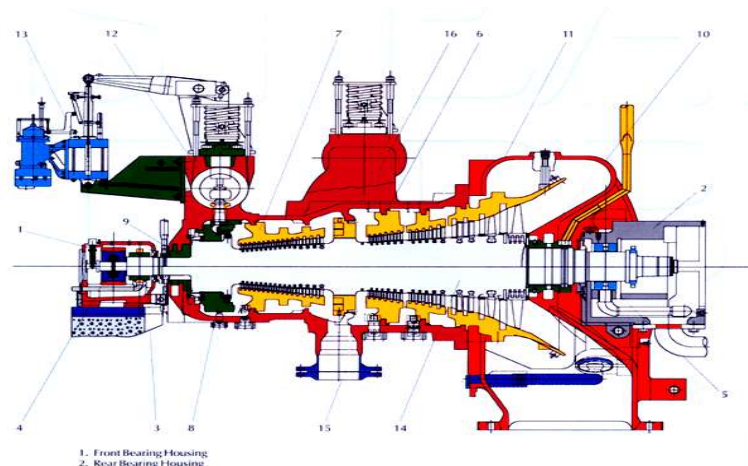 13 12 7 16 6 11 10
1 9 2
4 3 8 15 14 5
1. Front Bearing Housing
2. Rear Bearing Housing